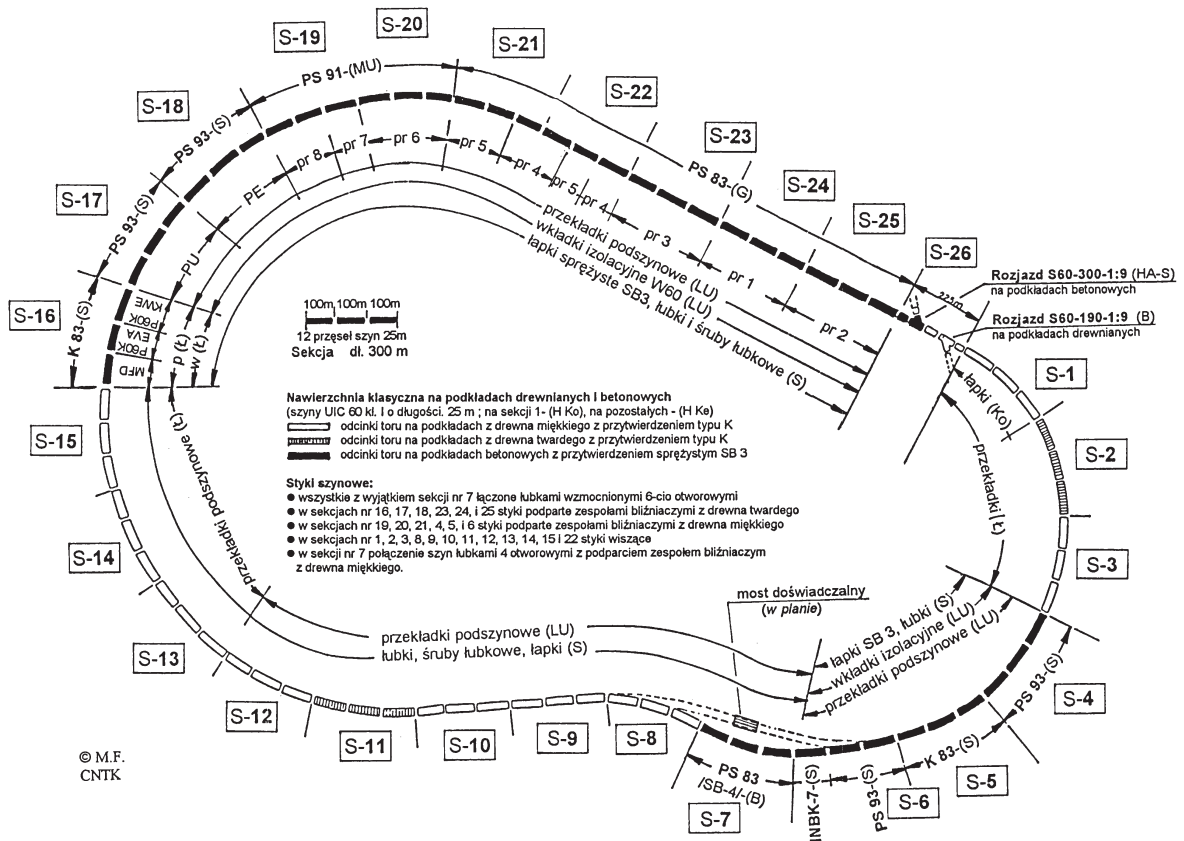 S-19
S-20
S-21
PS 91-(MU)
S-18
S-22
PS 93-(S)
pr 8
pr 7
pr 6
pr 5
pr 4
pr 5
pr 4
pr 3
pr 1
pr 2
S-23
PS 83-(G)
S-24
S-17
PS 93-(S)
PE
PU
S-25
S-26
225m
przekładki podszynowe (LU)
wkładki izolacyjne W60 (LU)
łapki sprężyste SB3, łubki i śruby łubkowe (S)
Rozjazd S60-300-1:9 (HA-S)
na podkładach betonowych
Rozjazd S60-190-1:9 (B)
na podkładach drewnianych
S-16
K 83-(S)
KWE
P60K
EVA
P60K
MFD
p (Ł)
w (Ł)
100m 100m 100m
12 przęseł szyn 25m
Sekcja dł. 300 m
łapki (Ko)
S-1
Nawierzchnia klasyczna na podkładach drewnianych i betonowych
(szyny UIC 60 kl. I o długości. 25 m ; na sekcji 1- (H Ko), na pozostałych - (H Ke)
odcinki toru na podkładach z drewna miękkiego z przytwierdzeniem typu K
odcinki toru na podkładach z drewna twardego z przytwierdzeniem typu K
odcinki toru na podkładach betonowych z przytwierdzeniem sprężystym SB 3
S-15
S-2
przekładki podszynowe (Ł)
przekładki(Ł)
Styki szynowe:
● wszystkie z wyjątkiem sekcji nr 7 łączone łubkami wzmocnionymi 6-cio otworowymi
● w sekcjach nr 16, 17, 18, 23, 24, i 25 styki podparte zespołami bliźniaczymi z drewna twardego
● w sekcjach nr 19, 20, 21, 4, 5, i 6 styki podparte zespołami bliźniaczymi z drewna miękkiego
● w sekcjach nr 1, 2, 3, 8, 9, 10, 11, 12, 13, 14, 15 i 22 styki wiszące
● w sekcji nr 7 połączenie szyn łubkami 4 otworowymi z podparciem zespołem bliźniaczym
z drewna miękkiego.
S-14
S-3
most doświadczalny
(w planie)
łapki SB 3, łubki (S)
wkładki izolacyjne (LU)
przekładki podszynowe (LU)
przekładki podszynowe (LU)
łubki, śruby łubkowe, łapki (S)
S-13
S-4
PS 93-(S)
S-12
S-11
S-10
S-9
S-8
K 83-(S)
S-5
PS 83
/SB-4/-(B)
S-7
INBK-7-(S)
PS 93-(S)
S-6
© M.F.
CNTK